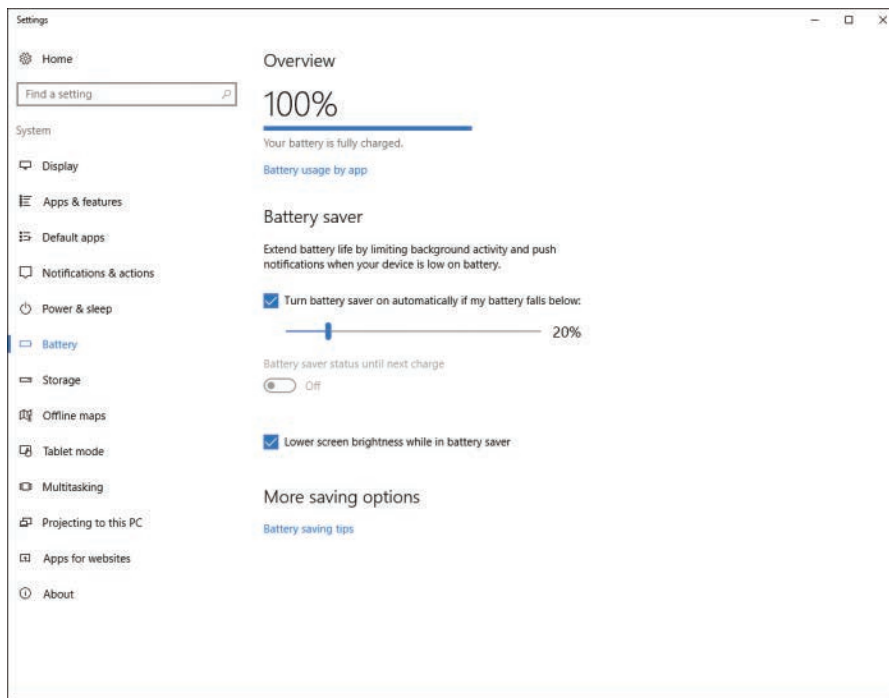 Settings
Home
Find a setting
System
Display
Apps & features
Default apps
Notifications & actions
Power & sleep
Battery
Storage
Offline maps
Tablet mode
Multitasking
Projecting to this PC
Apps for websites
About
Overview
100%
Your battery is fully charged.
Battery usage by app
Battery saver
Extend battery life by limiting background activity and push
notifications when your device is low on battery.
Turn battery saver on automatically if my battery falls below:
20%
Battery saver status until next charge
Off
Lower screen brightness while in battery saver
More saving options
Battery saving tips